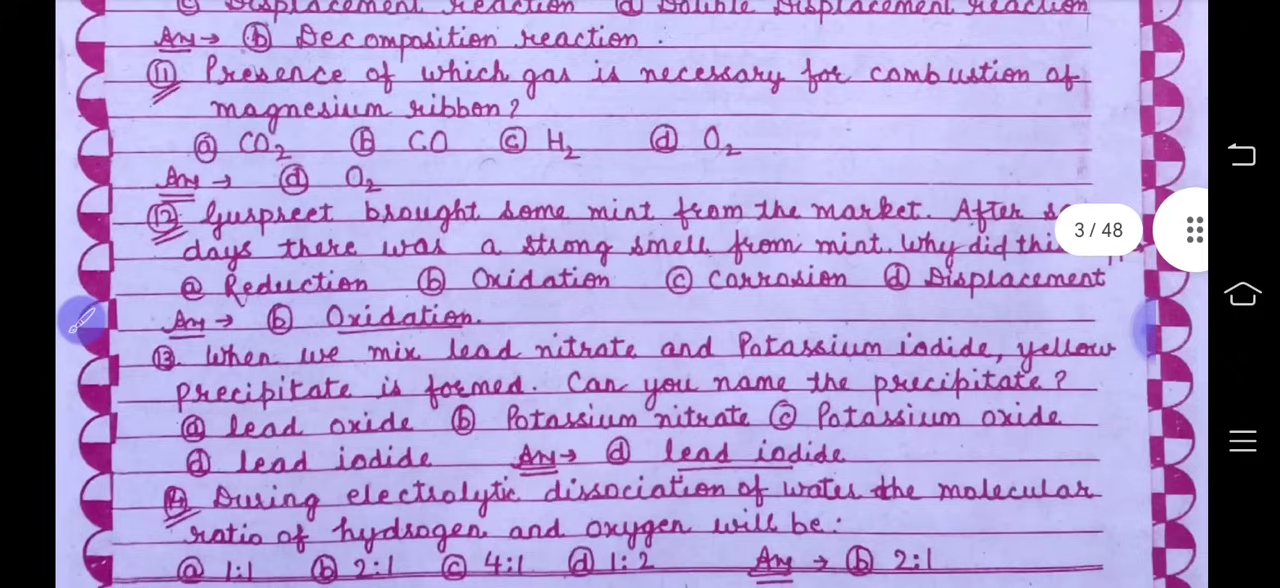 c Displacement reaction d Double Displacement reaction
Ans → b Decomposition reaction.
11 Presence of which gas is necessary for combustion of
magnesium ribbon?
a CO2 b CO c H2 d O2
Ans → d O2
12 Guspreet brought some mint from the market. After
3 / 48
days there was a strong smell from mint. Why did
a Reduction b Oxidation c Corrosion d Displacement
Ans → b Oxidation.
13. When we mix lead nitrate and Potassium iodide, yellow
precipitate is formed. Can you name the precipitate?
a lead oxide b Potassium nitrate c Potassium oxide
d lead iodide Ans → d lead iodide
14 During electrolytic dissociation of water the molecular
ratio of hydrogen and oxygen will be:
a 1:1 b 2:1 c 4:1 d 1:2 Ans → b 2:1